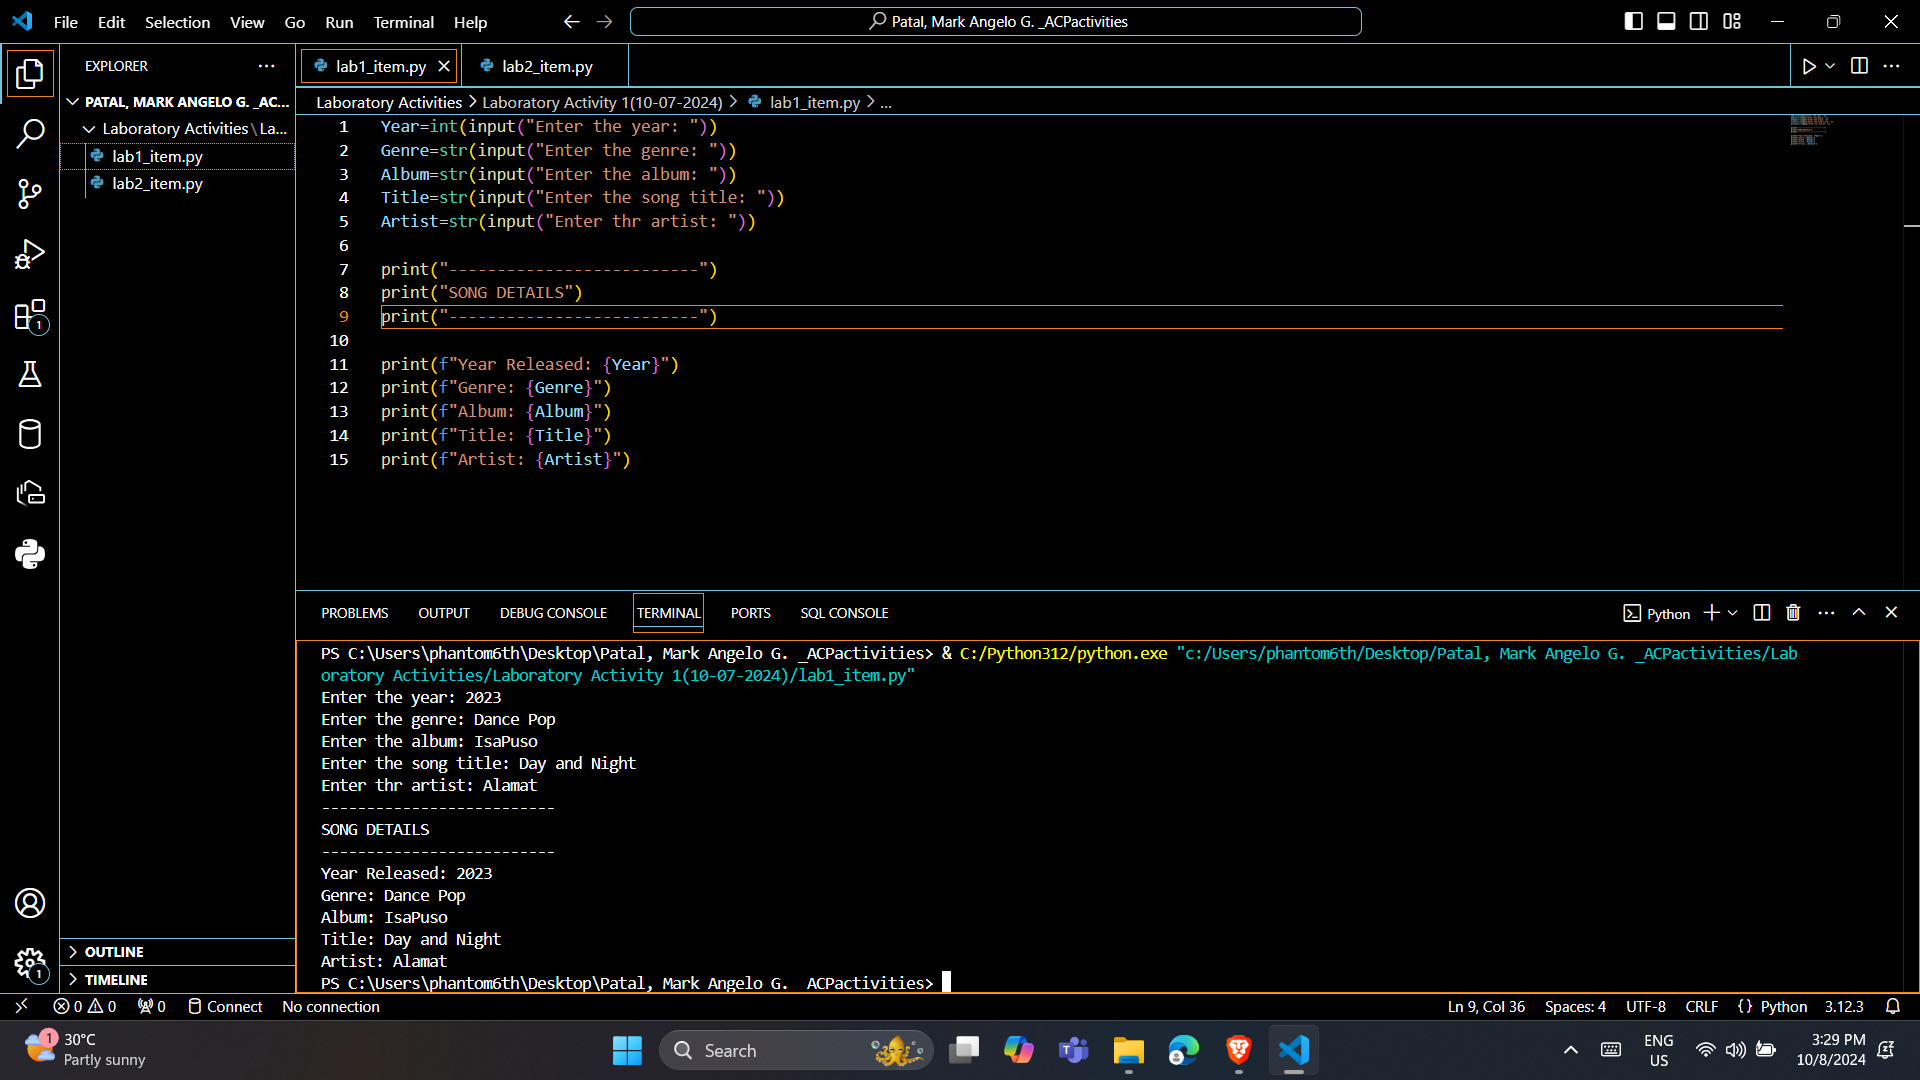 File Edit Selection View Go Run Terminal Help
Patal, Mark Angelo G. _ACPactivities
EXPLORER
PATAL, MARK ANGELO G. _AC...
Laboratory Activities\La...
lab1_item.py
lab2_item.py
OUTLINE
TIMELINE
1
1
lab1_item.py
lab2_item.py
Laboratory Activities > Laboratory Activity 1(10-07-2024) > lab1_item.py > ...
1 Year=int(input("Enter the year: "))
2 Genre=str(input("Enter the genre: "))
3 Album=str(input("Enter the album: "))
4 Title=str(input("Enter the song title: "))
5 Artist=str(input("Enter thr artist: "))
6
7 print("--------------------------")
8 print("SONG DETAILS")
9 print("--------------------------")
10
11 print(f"Year Released: {Year}")
12 print(f"Genre: {Genre}")
13 print(f"Album: {Album}")
14 print(f"Title: {Title}")
15 print(f"Artist: {Artist}")
PROBLEMS OUTPUT DEBUG CONSOLE TERMINAL PORTS SQL CONSOLE
Python
PS C:\Users\phantom6th\Desktop\Patal, Mark Angelo G. _ACPactivities> & C:/Python312/python.exe "c:/Users/phantom6th/Desktop/Patal, Mark Angelo G. _ACPactivities/Lab
oratory Activities/Laboratory Activity 1(10-07-2024)/lab1_item.py"
Enter the year: 2023
Enter the genre: Dance Pop
Enter the album: IsaPuso
Enter the song title: Day and Night
Enter thr artist: Alamat
--------------------------
SONG DETAILS
--------------------------
Year Released: 2023
Genre: Dance Pop
Album: IsaPuso
Title: Day and Night
Artist: Alamat
PS C:\Users\phantom6th\Desktop\Patal, Mark Angelo G. _ACPactivities>
0 0 0 Connect No connection
Ln 9, Col 36 Spaces: 4 UTF-8 CRLF {} Python 3.12.3
1
30°C
Partly sunny
Search
ENG
US
3:29 PM
10/8/2024